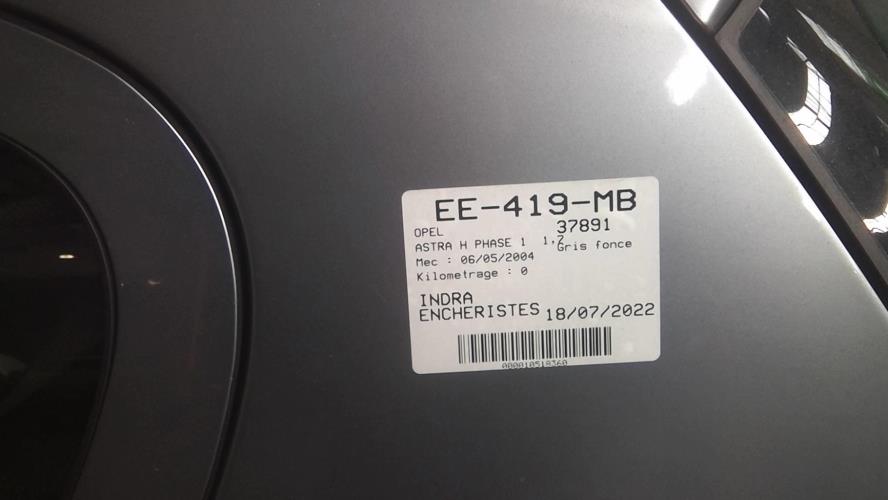 EE-419-MB
OPEL 37891
ASTRA H PHASE 1 1,7 Gris fonce
Mec : 06/05/2004
Kilometrage : 0
INDRA
ENCHERISTES 18/07/2022